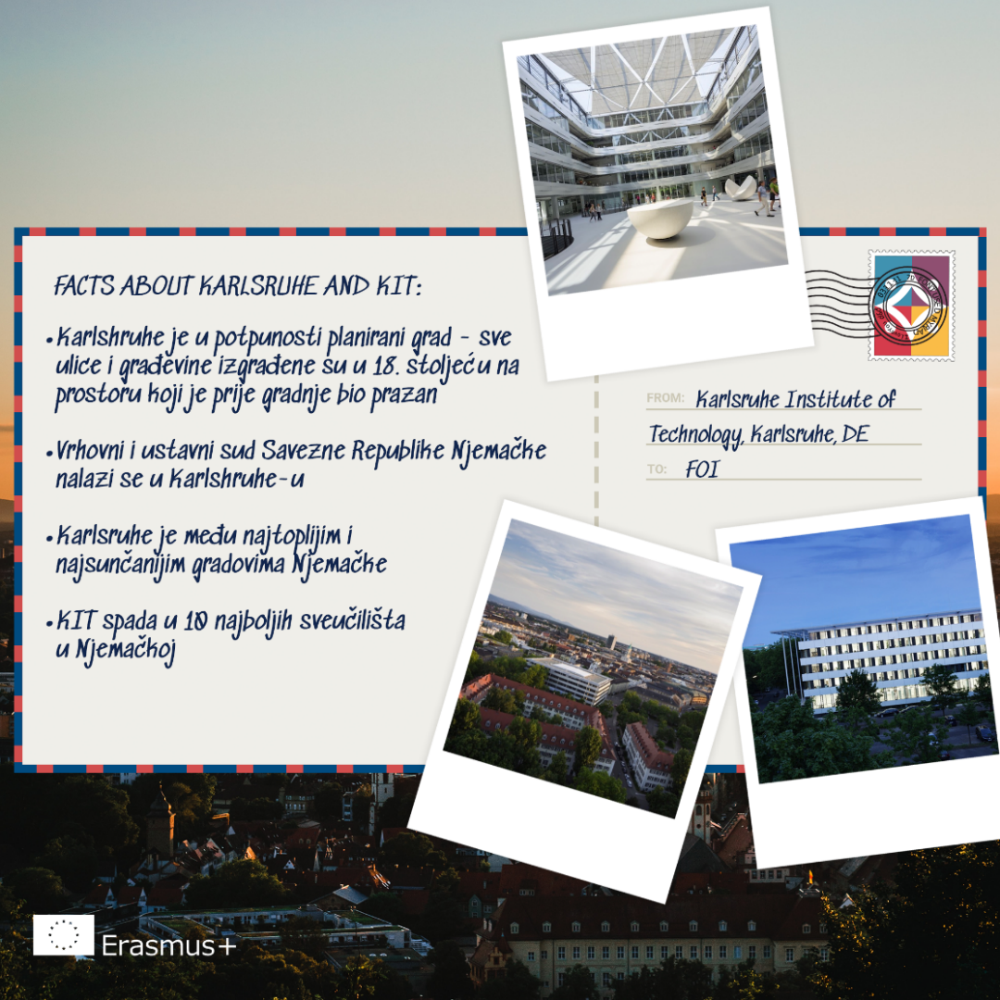 FACTS ABOUT KARLSRUHE AND KIT:
•Karlshruhe je u potpunosti planirani grad - sve
ulice i građevine izgrađene su u 18. stoljeću na
prostoru koji je prije gradnje bio prazan
•Vrhovni i ustavni sud Savezne Republike Njemačke
nalazi se u Karlshruhe-u
•Karlsruhe je među najtoplijim i
najsunčanijim gradovima Njemačke
•KIT spada u 10 najboljih sveučilišta
u Njemačkoj
FROM: Karlsruhe Institute of
Technology, Karlsruhe, DE
TO: FOI
Erasmus+